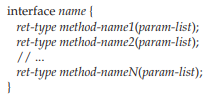 interface name {
ret-type method-name1(param-list);
ret-type method-name2(param-list);
// ...
ret-type method-nameN(param-list);
}